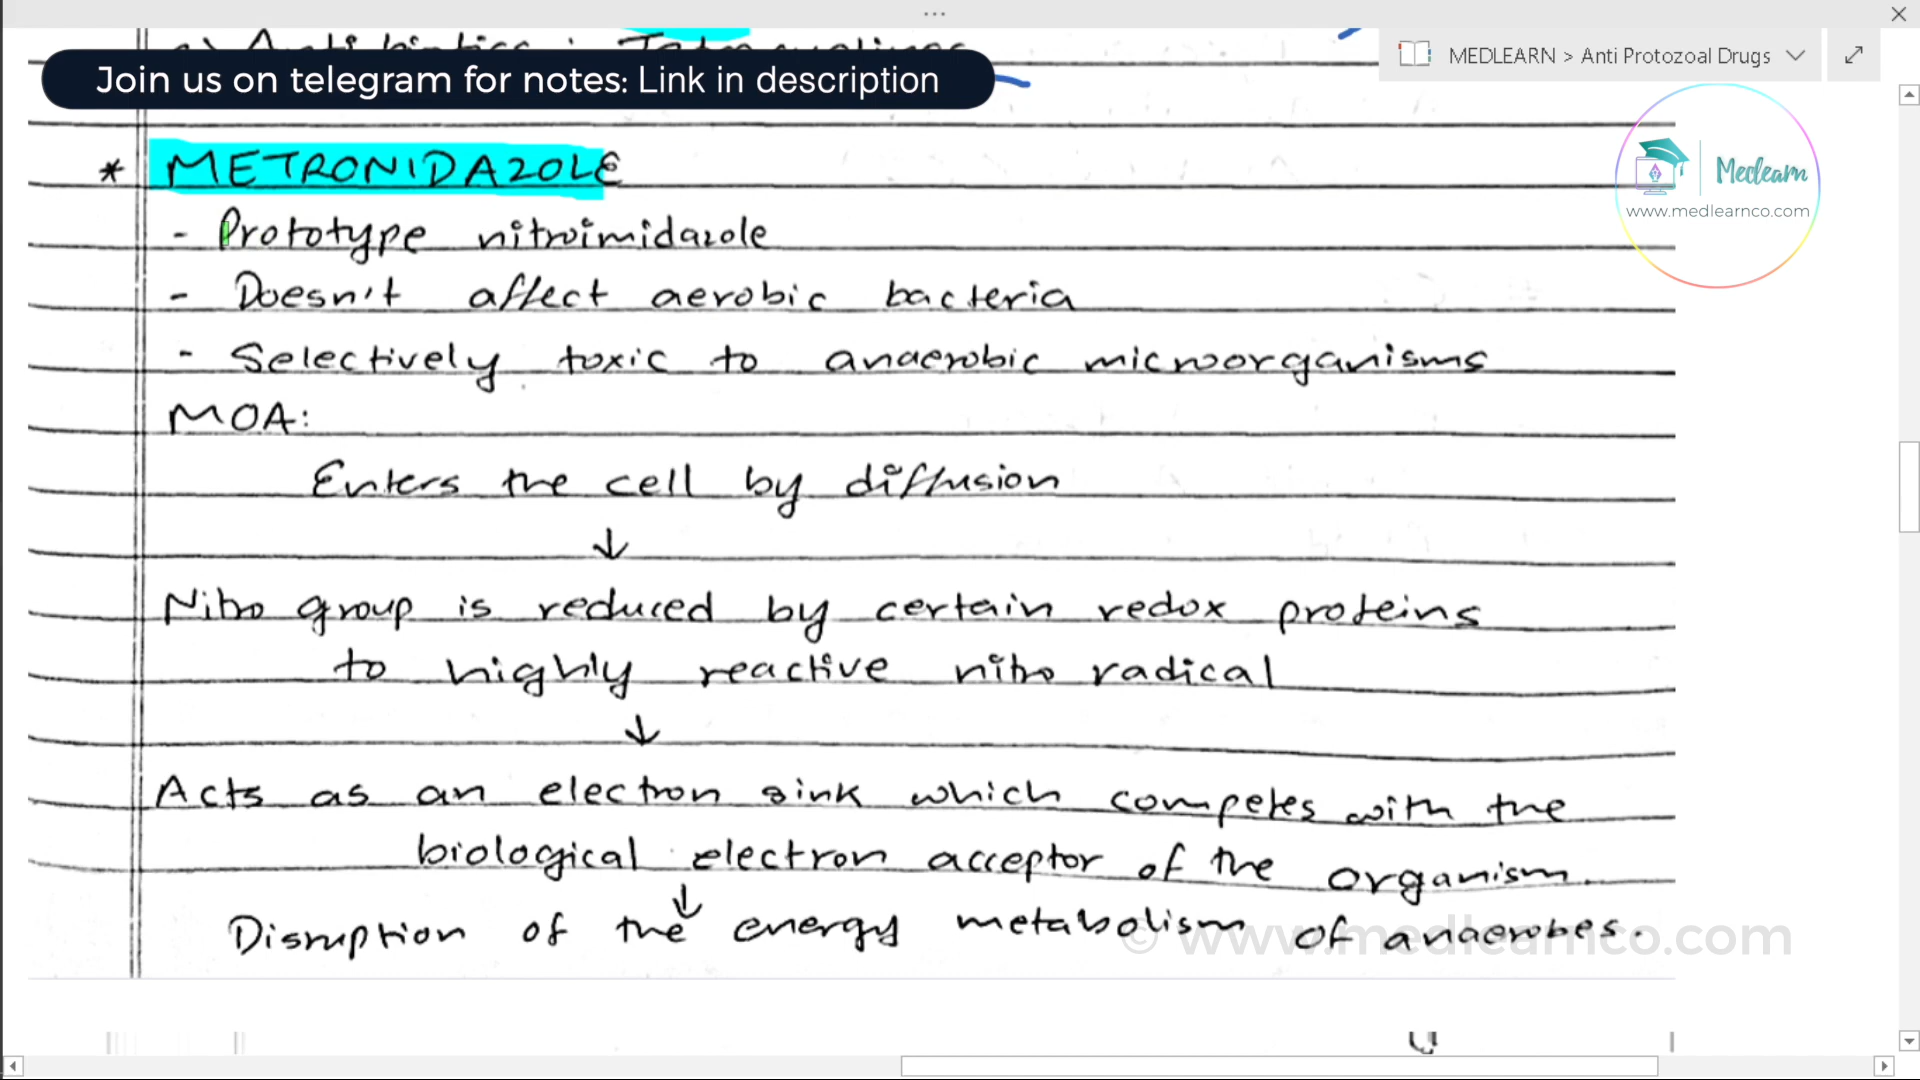 Antibiotics : Tetracyclines
Join us on telegram for notes: Link in description
MEDLEARN > Anti Protozoal Drugs
Medlearn
www.medlearnco.com
* METRONIDAZOLE
- Prototype nitroimidazole
- Doesn't affect aerobic bacteria
- Selectively toxic to anaerobic microorganisms
MOA:
Enters the cell by diffusion
↓
Nitro group is reduced by certain redox proteins
to highly reactive nitro radical
↓
Acts as an electron sink which competes with the
biological electron acceptor of the organism.
↓
Disruption of the energy metabolism of anaerobes.
© www.medlearnco.com